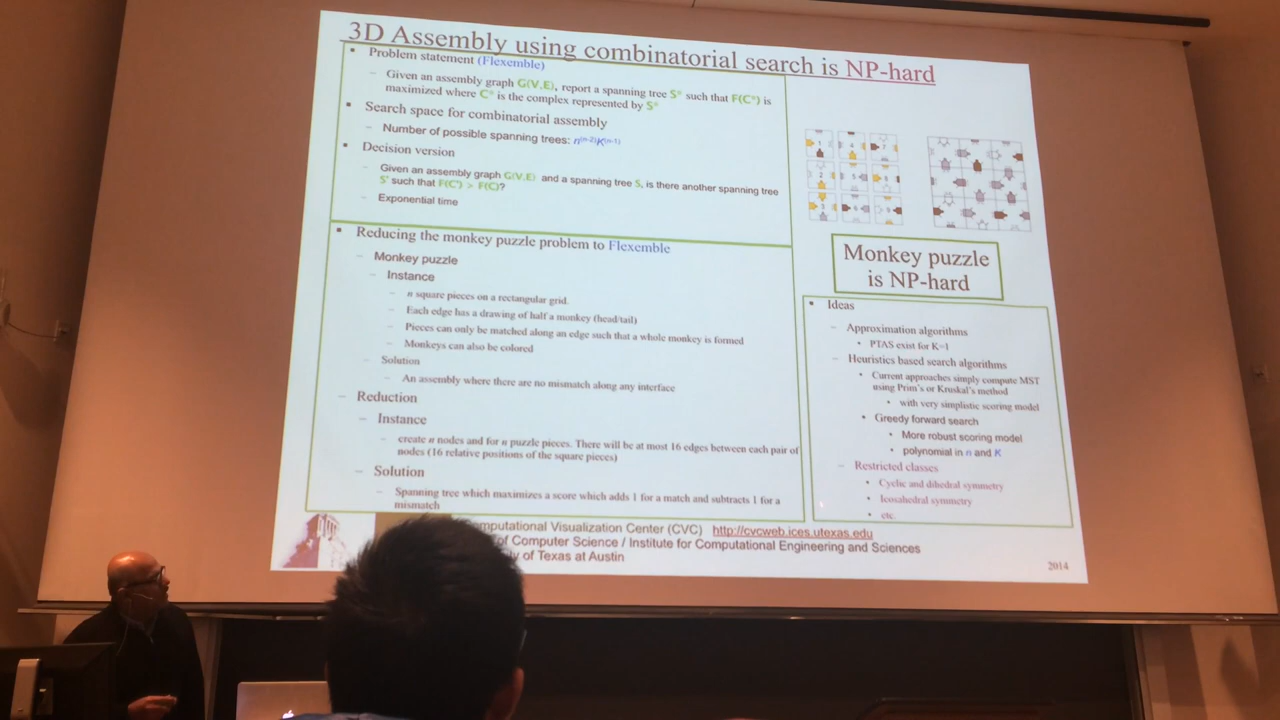 3D Assembly using combinatorial search is NP-hard
Problem statement (Flexemble)
Given an assembly graph G(V,E), report a spanning tree S* such that F(C*) is
maximized where C* is the complex represented by S*
Search space for combinatorial assembly
Number of possible spanning trees: n(n-2)K(n-1)
Decision version
Given an assembly graph G(V,E) and a spanning tree S, is there another spanning tree
S' such that F(C') > F(C)?
Exponential time
Reducing the monkey puzzle problem to Flexemble
Monkey puzzle
Instance
n square pieces on a rectangular grid.
Each edge has a drawing of half a monkey (head/tail)
Pieces can only be matched along an edge such that a whole monkey is formed
Monkeys can also be colored
Solution
An assembly where there are no mismatch along any interface
Reduction
Instance
create n nodes and for n puzzle pieces. There will be at most 16 edges between each pair of
nodes (16 relative positions of the square pieces)
Solution
Spanning tree which maximizes a score which adds 1 for a match and subtracts 1 for a
mismatch
Monkey puzzle
is NP-hard
Ideas
Approximation algorithms
PTAS exist for K=1
Heuristics based search algorithms
Current approaches simply compute MST
using Prim's or Kruskal's method
with very simplistic scoring model
Greedy forward search
More robust scoring model
polynomial in n and K
Restricted classes
Cyclic and dihedral symmetry
Icosahedral symmetry
etc.
mputational Visualization Center (CVC) http://cvcweb.ices.utexas.edu
of Computer Science / Institute for Computational Engineering and Sciences
y of Texas at Austin
2014